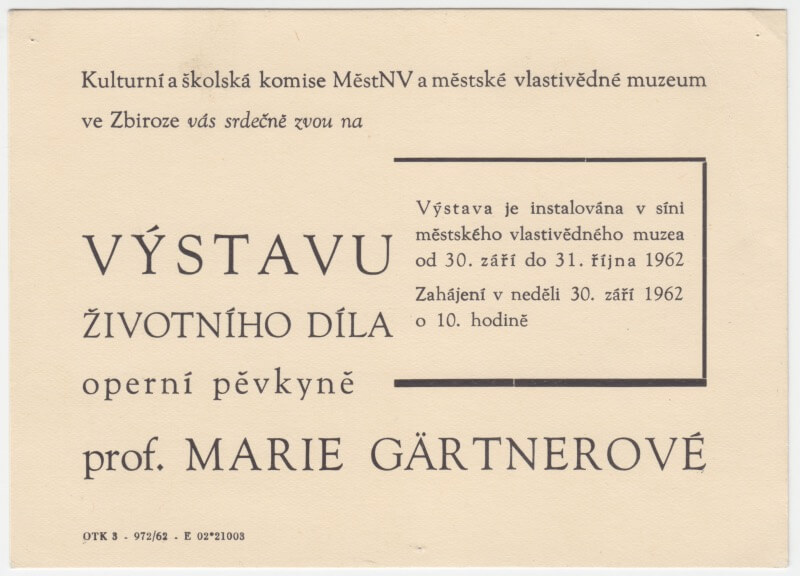 Kulturní a školská komise MěstNV a městské vlastivědné muzeum
ve Zbiroze vás srdečně zvou na
VÝSTAVU
ŽIVOTNÍHO DÍLA
operní pěvkyně
prof. MARIE GÄRTNEROVÉ
Výstava je instalována v síni
městského vlastivědného muzea
od 30. září do 31. října 1962
Zahájení v neděli 30. září 1962
o 10. hodině
OTK 3 - 972/62 - E 02*21003